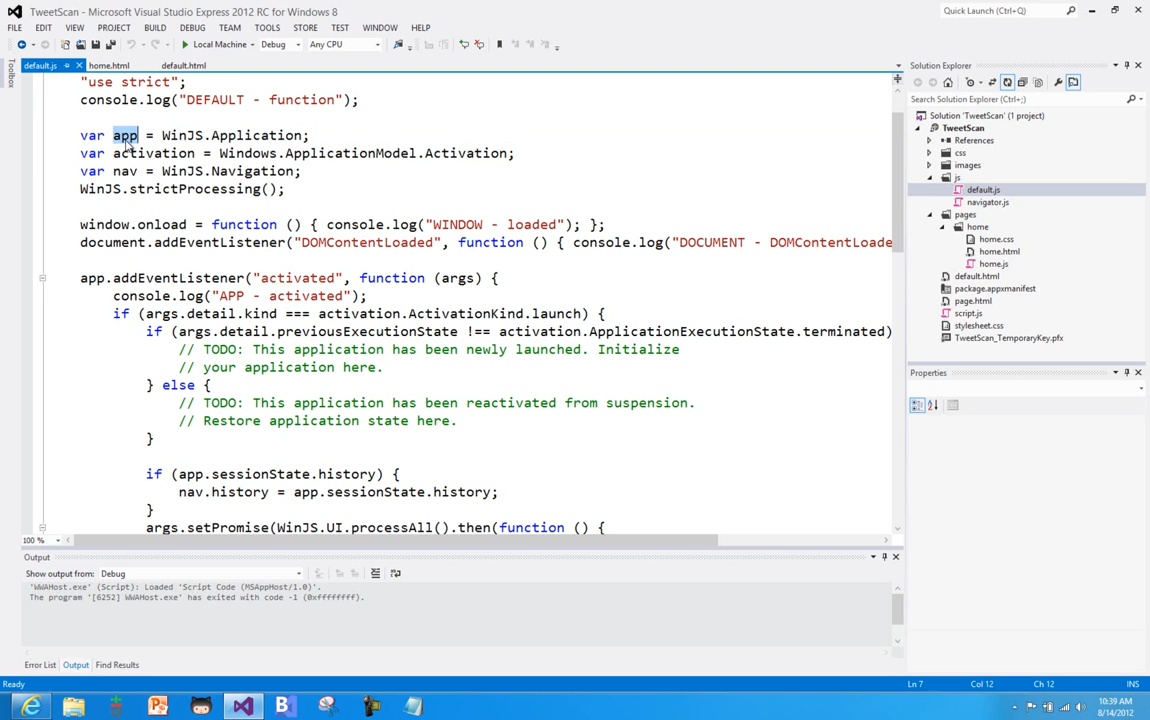 TweetScan - Microsoft Visual Studio Express 2012 RC for Windows 8
Quick Launch (Ctrl+Q)
FILE EDIT VIEW PROJECT BUILD DEBUG TEAM TOOLS STORE TEST WINDOW HELP
Local Machine Debug Any CPU
Toolbox
default.js home.html default.html
"use strict";
console.log("DEFAULT - function");
var app = WinJS.Application;
var activation = Windows.ApplicationModel.Activation;
var nav = WinJS.Navigation;
WinJS.strictProcessing();
window.onload = function () { console.log("WINDOW - loaded"); };
document.addEventListener("DOMContentLoaded", function () { console.log("DOCUMENT - DOMContentLoade
app.addEventListener("activated", function (args) {
console.log("APP - activated");
if (args.detail.kind === activation.ActivationKind.launch) {
if (args.detail.previousExecutionState !== activation.ApplicationExecutionState.terminated)
// TODO: This application has been newly launched. Initialize
// your application here.
} else {
// TODO: This application has been reactivated from suspension.
// Restore application state here.
}
if (app.sessionState.history) {
nav.history = app.sessionState.history;
}
args.setPromise(WinJS.UI.processAll().then(function () {
100 %
Output
Show output from: Debug
'WWAHost.exe' (Script): Loaded 'Script Code (MSAppHost/1.0)'.
The program '[6252] WWAHost.exe' has exited with code -1 (0xffffffff).
Error List Output Find Results
Solution Explorer
Search Solution Explorer (Ctrl+;)
Solution 'TweetScan' (1 project)
TweetScan
References
css
images
js
default.js
navigator.js
pages
home
home.css
home.html
home.js
default.html
package.appxmanifest
page.html
script.js
stylesheet.css
TweetScan_TemporaryKey.pfx
Properties
Ready
Ln 7 Col 12 Ch 12 INS
10:39 AM
8/14/2012